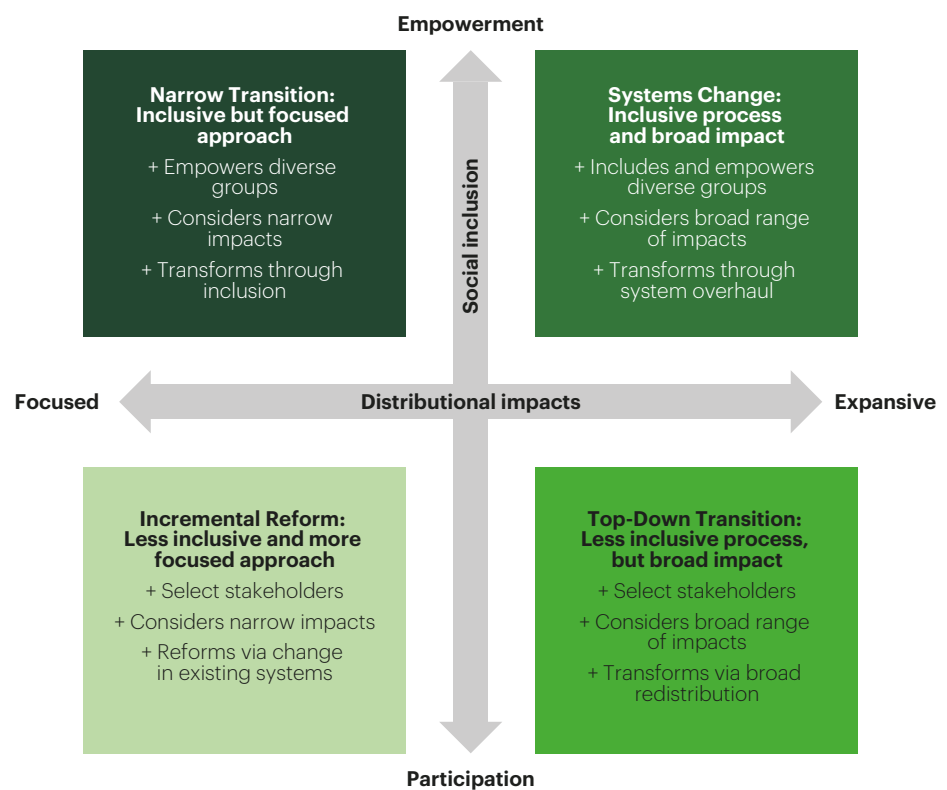 Empowerment
Narrow Transition:
Inclusive but focused
approach
+ Empowers diverse
groups
+ Considers narrow
impacts
+ Transforms through
inclusion
Systems Change:
Inclusive process
and broad impact
+ Includes and empowers
diverse groups
+ Considers broad range
of impacts
+ Transforms through
system overhaul
Social inclusion
Focused
Distributional impacts
Expansive
Incremental Reform:
Less inclusive and more
focused approach
+ Select stakeholders
+ Considers narrow impacts
+ Reforms via change
in existing systems
Top-Down Transition:
Less inclusive process,
but broad impact
+ Select stakeholders
+ Considers broad range
of impacts
+ Transforms via broad
redistribution
Participation